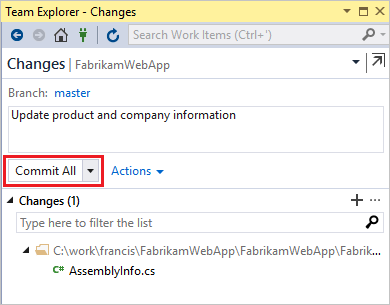 Team Explorer - Changes
Search Work Items (Ctrl+')
Changes | FabrikamWebApp
Branch: master
Update product and company information
Commit All Actions
Changes (1)
Type here to filter the list
C:\work\francis\FabrikamWebApp\FabrikamWebApp\Fabrik...
C# AssemblyInfo.cs